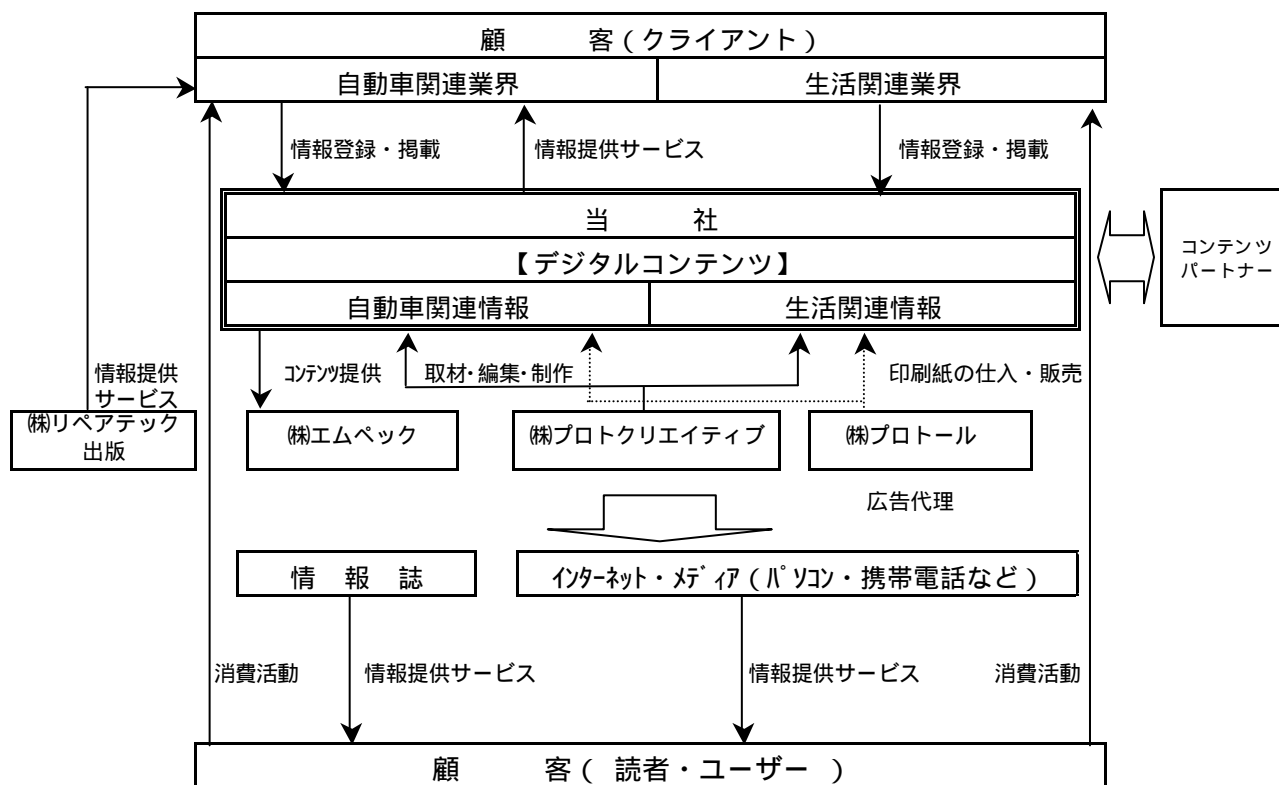 顧　　　客（クライアント）
自動車関連業界
生活関連業界
情報登録・掲載
情報提供サービス
情報登録・掲載
当　　　社
【デジタルコンテンツ】
自動車関連情報
生活関連情報
コンテンツ
パートナー
情報提供
サービス
ｺﾝﾃﾝﾂ提供
取材・編集・制作
印刷紙の仕入・販売
㈱リペアテック
出版
㈱エムペック
㈱プロトクリエイティブ
㈱プロトール
広告代理
情　報　誌
ｲﾝﾀｰﾈｯﾄ・ﾒﾃﾞｨｱ（ﾊﾟｿｺﾝ・携帯電話など）
消費活動
情報提供サービス
情報提供サービス
消費活動
顧　　　客（ 読者・ユーザー ）